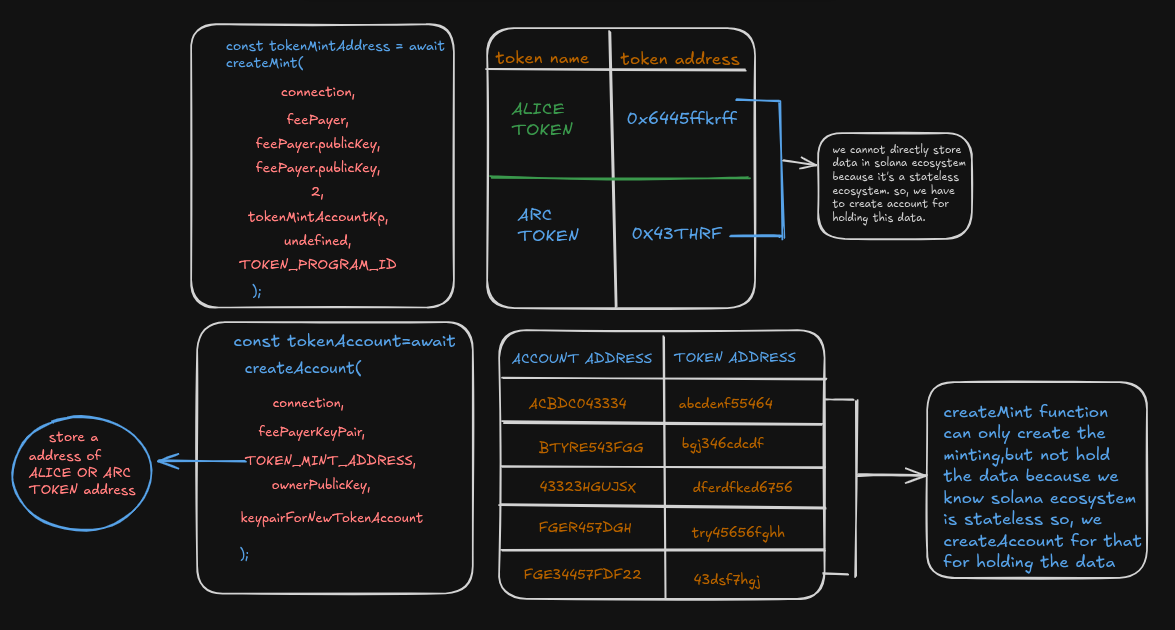 const tokenMintAddress = await
createMint(
connection,
feePayer,
feePayer.publicKey,
feePayer.publicKey,
2,
tokenMintAccountKp,
undefined,
TOKEN_PROGRAM_ID
);
token name
token address
ALICE
TOKEN
0x6445ffkrff
ARC
TOKEN
0X43THRF
we cannot directly store
data in solana ecosystem
because it's a stateless
ecosystem. so, we have
to create account for
holding this data.
const tokenAccount=await
createAccount(
connection,
feePayerKeyPair,
TOKEN_MINT_ADDRESS,
ownerPublicKey,
keypairForNewTokenAccount
);
store a
address of
ALICE OR ARC
TOKEN address
ACCOUNT ADDRESS
TOKEN ADDRESS
ACBDC043334
abcdenf55464
BTYRE543FGG
bgj346cdcdf
43323HGUJSX
dferdfked6756
FGER457DGH
try45656fghh
FGE34457FDF22
43dsf7hgj
createMint function
can only create the
minting,but not hold
the data because we
know solana ecosystem
is stateless so, we
createAccount for that
for holding the data